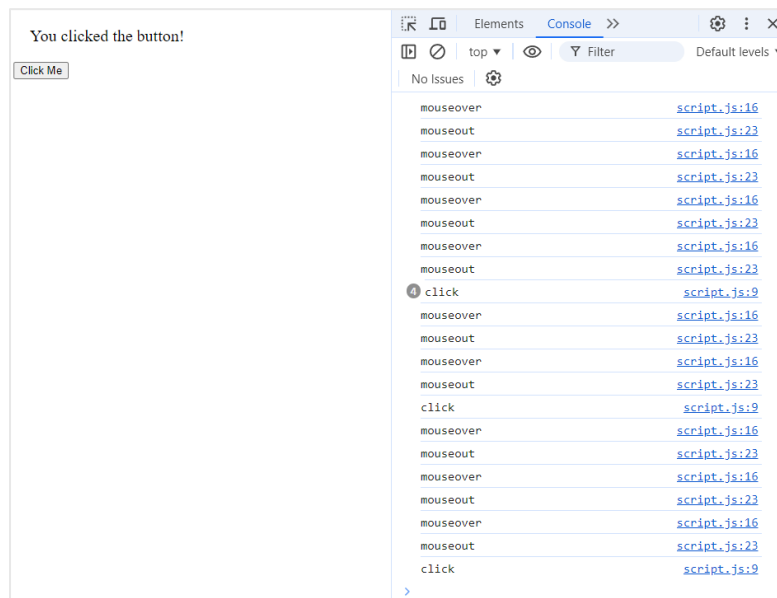 You clicked the button!
Click Me
Elements Console
top Filter Default levels
No Issues
mouseover script.js:16
mouseout script.js:23
mouseover script.js:16
mouseout script.js:23
mouseover script.js:16
mouseout script.js:23
mouseover script.js:16
mouseout script.js:23
4 click script.js:9
mouseover script.js:16
mouseout script.js:23
mouseover script.js:16
mouseout script.js:23
click script.js:9
mouseover script.js:16
mouseout script.js:23
mouseover script.js:16
mouseout script.js:23
mouseover script.js:16
mouseout script.js:23
click script.js:9